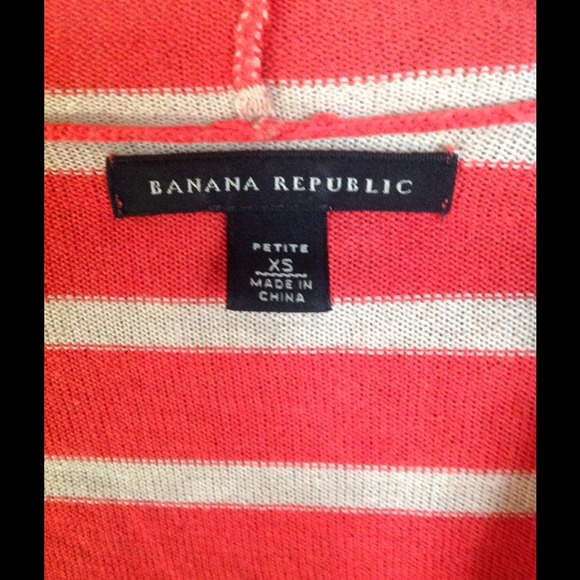 BANANA REPUBLIC
PETITE
XS
MADE IN
CHINA